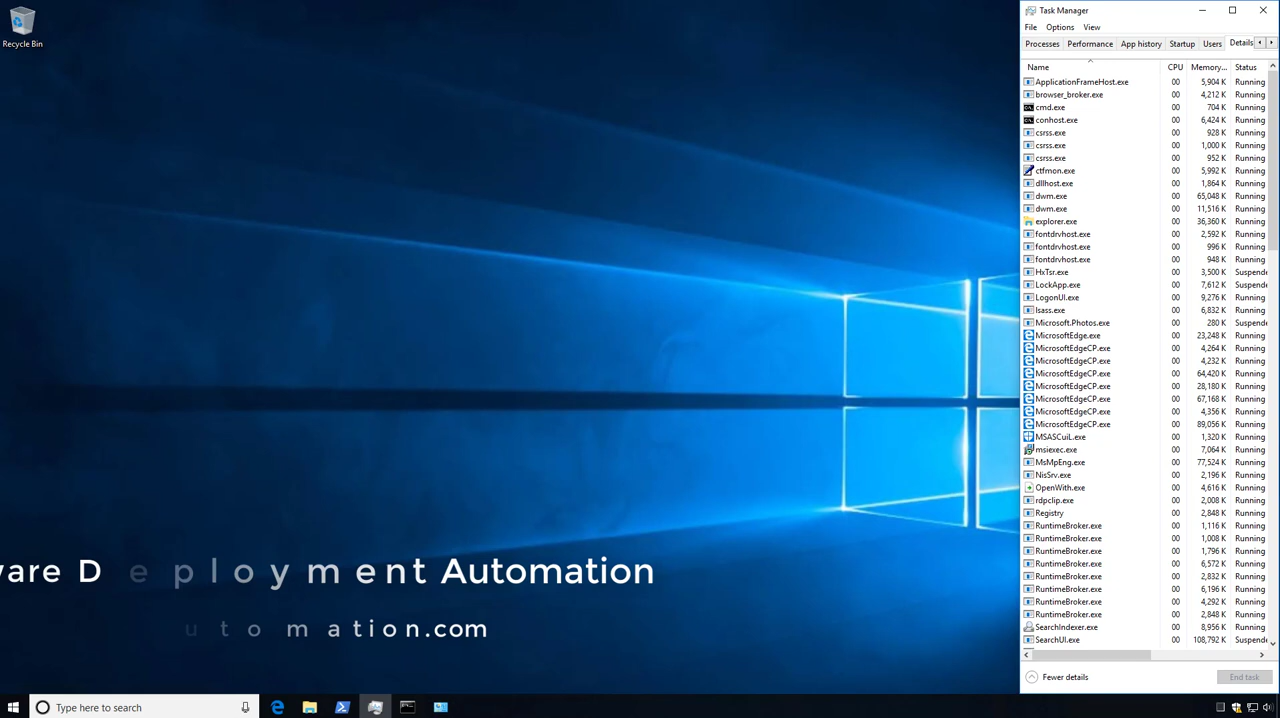 Recycle Bin
Task Manager
File Options View
Processes Performance App history Startup Users Details
Name CPU Memory... Status
ApplicationFrameHost.exe 00 5,904 K Running
browser_broker.exe 00 4,212 K Running
cmd.exe 00 704 K Running
conhost.exe 00 6,424 K Running
csrss.exe 00 928 K Running
csrss.exe 00 1,000 K Running
csrss.exe 00 952 K Running
ctfmon.exe 00 5,992 K Running
dllhost.exe 00 1,864 K Running
dwm.exe 00 65,048 K Running
dwm.exe 00 11,516 K Running
explorer.exe 00 36,360 K Running
fontdrvhost.exe 00 2,592 K Running
fontdrvhost.exe 00 996 K Running
fontdrvhost.exe 00 948 K Running
HxTsr.exe 00 3,500 K Suspende
LockApp.exe 00 7,612 K Suspende
LogonUI.exe 00 9,276 K Running
lsass.exe 00 6,832 K Running
Microsoft.Photos.exe 00 280 K Suspende
MicrosoftEdge.exe 00 23,248 K Running
MicrosoftEdgeCP.exe 00 4,264 K Running
MicrosoftEdgeCP.exe 00 4,232 K Running
MicrosoftEdgeCP.exe 00 64,420 K Running
MicrosoftEdgeCP.exe 00 28,180 K Running
MicrosoftEdgeCP.exe 00 67,168 K Running
MicrosoftEdgeCP.exe 00 4,356 K Running
MicrosoftEdgeCP.exe 00 89,056 K Running
MSASCuiL.exe 00 1,320 K Running
msiexec.exe 00 7,064 K Running
MsMpEng.exe 00 77,524 K Running
NisSrv.exe 00 2,196 K Running
OpenWith.exe 00 4,616 K Running
rdpclip.exe 00 2,008 K Running
Registry 00 2,848 K Running
RuntimeBroker.exe 00 1,116 K Running
RuntimeBroker.exe 00 1,008 K Running
RuntimeBroker.exe 00 1,796 K Running
RuntimeBroker.exe 00 6,572 K Running
RuntimeBroker.exe 00 2,832 K Running
RuntimeBroker.exe 00 6,196 K Running
RuntimeBroker.exe 00 4,292 K Running
RuntimeBroker.exe 00 2,848 K Running
SearchIndexer.exe 00 8,956 K Running
SearchUI.exe 00 108,792 K Suspende
Fewer details End task
ware Deployment Automation
utomation.com
Type here to search